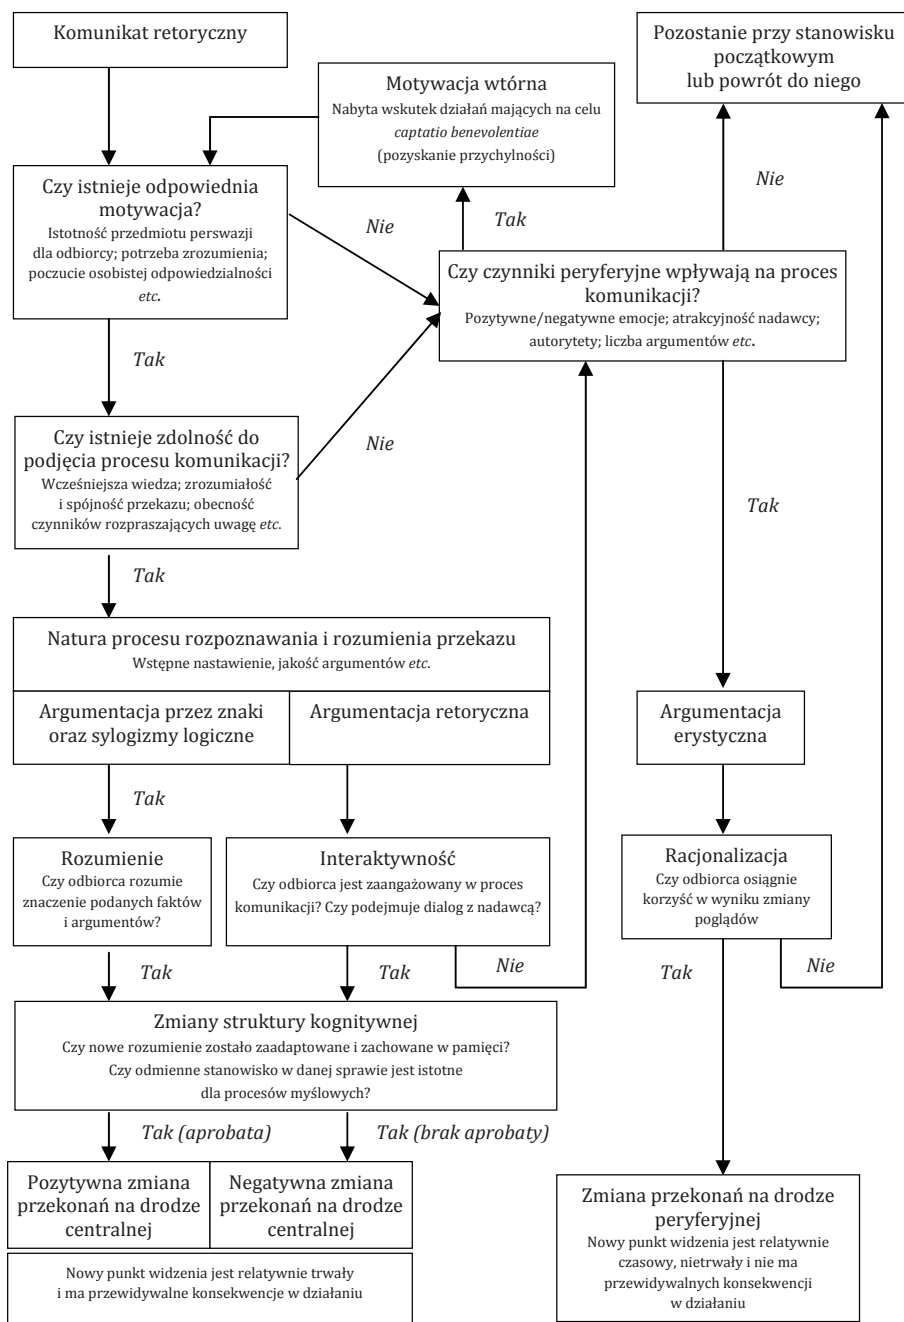 Komunikat retoryczny
Pozostanie przy stanowisku
początkowym
lub powrót do niego
Motywacja wtórna
Nabyta wskutek działań mających na celu
captatio benevolentiae
(pozyskanie przychylności)
Czy istnieje odpowiednia
motywacja?
Istotność przedmiotu perswazji
dla odbiorcy; potrzeba zrozumienia;
poczucie osobistej odpowiedzialności
etc.
Nie
Tak
Nie
Czy czynniki peryferyjne wpływają na proces
komunikacji?
Pozytywne/negatywne emocje; atrakcyjność nadawcy;
autorytety; liczba argumentów etc.
Tak
Czy istnieje zdolność do
podjęcia procesu komunikacji?
Wcześniejsza wiedza; zrozumiałość
i spójność przekazu; obecność
czynników rozpraszających uwagę etc.
Nie
Tak
Tak
Natura procesu rozpoznawania i rozumienia przekazu
Wstępne nastawienie, jakość argumentów etc.
Argumentacja przez znaki
oraz sylogizmy logiczne
Argumentacja retoryczna
Argumentacja
erystyczna
Tak
Rozumienie
Czy odbiorca rozumie
znaczenie podanych faktów
i argumentów?
Interaktywność
Czy odbiorca jest zaangażowany w proces
komunikacji? Czy podejmuje dialog z nadawcą?
Racjonalizacja
Czy odbiorca osiągnie
korzyść w wyniku zmiany
poglądów
Tak
Tak
Nie
Tak
Nie
Zmiany struktury kognitywnej
Czy nowe rozumienie zostało zaadaptowane i zachowane w pamięci?
Czy odmienne stanowisko w danej sprawie jest istotne
dla procesów myślowych?
Tak (aprobata)
Tak (brak aprobaty)
Pozytywna zmiana
przekonań na drodze
centralnej
Negatywna zmiana
przekonań na drodze
centralnej
Nowy punkt widzenia jest relatywnie trwały
i ma przewidywalne konsekwencje w działaniu
Zmiana przekonań na drodze
peryferyjnej
Nowy punkt widzenia jest relatywnie
czasowy, nietrwały i nie ma
przewidywalnych konsekwencji
w działaniu